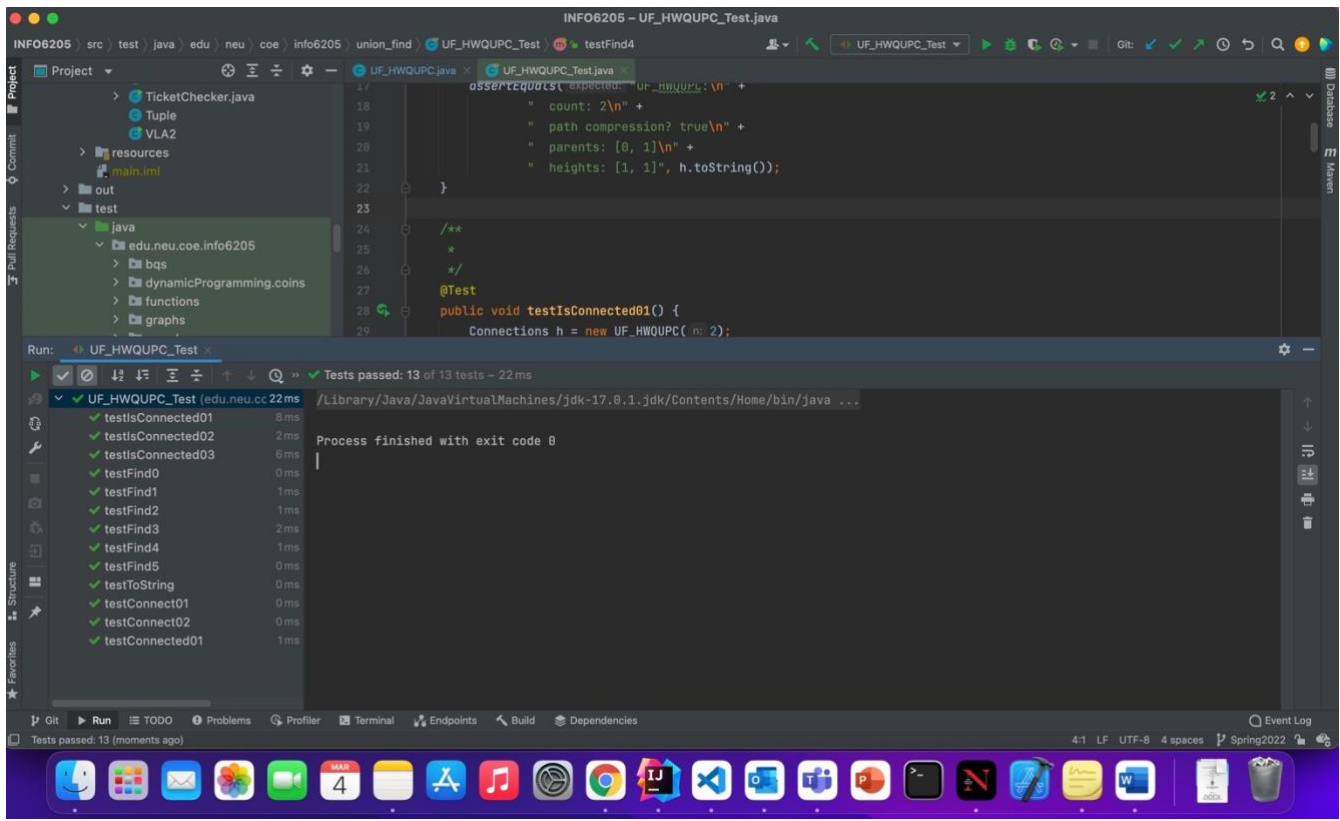 INFO6205 – UF_HWQUPC_Test.java
INFO6205 src test java edu neu coe info6205 union_find UF_HWQUPC_Test testFind4 UF_HWQUPC_Test Git:
Project UF_HWQUPC.java UF_HWQUPC_Test.java
Project
Commit
Pull Requests
Structure
Favorites
Database
Maven
TicketChecker.java
Tuple
VLA2
resources
main.iml
out
test
java
edu.neu.coe.info6205
bqs
dynamicProgramming.coins
functions
graphs
2
17 assertEquals( expected: "UF_HWQUPC:\n" +
18 " count: 2\n" +
19 " path compression? true\n" +
20 " parents: [0, 1]\n" +
21 " heights: [1, 1]", h.toString());
22 }
23
24 /**
25 *
26 */
27 @Test
28 public void testIsConnected01() {
29 Connections h = new UF_HWQUPC( n: 2);
Run: UF_HWQUPC_Test
Tests passed: 13 of 13 tests – 22 ms
UF_HWQUPC_Test (edu.neu.cc 22 ms
testIsConnected01 8 ms
testIsConnected02 2 ms
testIsConnected03 6 ms
testFind0 0 ms
testFind1 1 ms
testFind2 1 ms
testFind3 2 ms
testFind4 1 ms
testFind5 0 ms
testToString 0 ms
testConnect01 0 ms
testConnect02 0 ms
testConnected01 1 ms
/Library/Java/JavaVirtualMachines/jdk-17.0.1.jdk/Contents/Home/bin/java ...
Process finished with exit code 0
Git Run TODO Problems Profiler Terminal Endpoints Build Dependencies Event Log
Tests passed: 13 (moments ago) 4:1 LF UTF-8 4 spaces Spring2022
MAR
4
DOCX